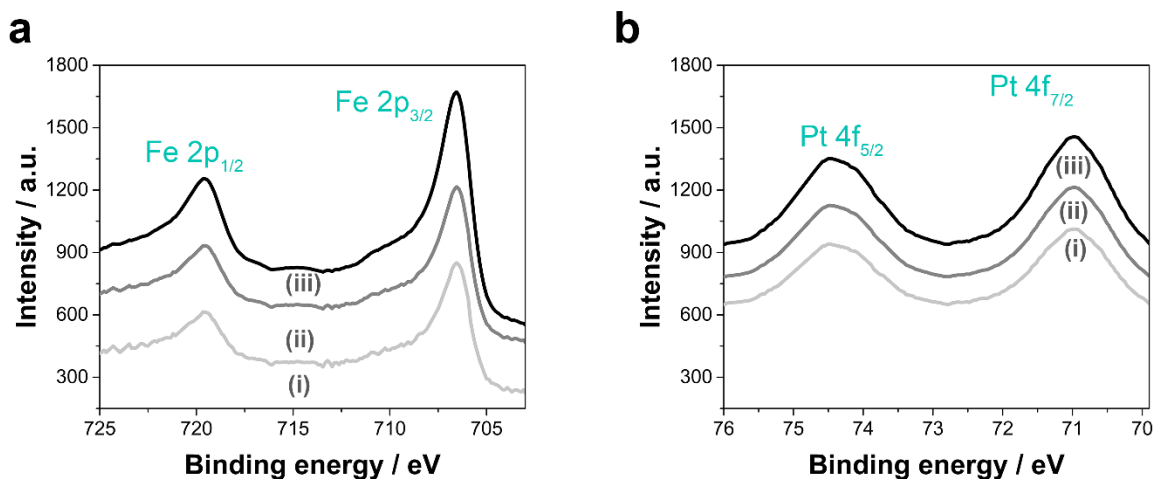 a
Intensity / a.u.
1800
1500
1200
900
600
300
Fe 2p1/2
Fe 2p3/2
(iii)
(ii)
(i)
725
720
715
710
705
Binding energy / eV
b
Intensity / a.u.
1800
1500
1200
900
600
300
Pt 4f5/2
Pt 4f7/2
(iii)
(ii)
(i)
76
75
74
73
72
71
70
Binding energy / eV